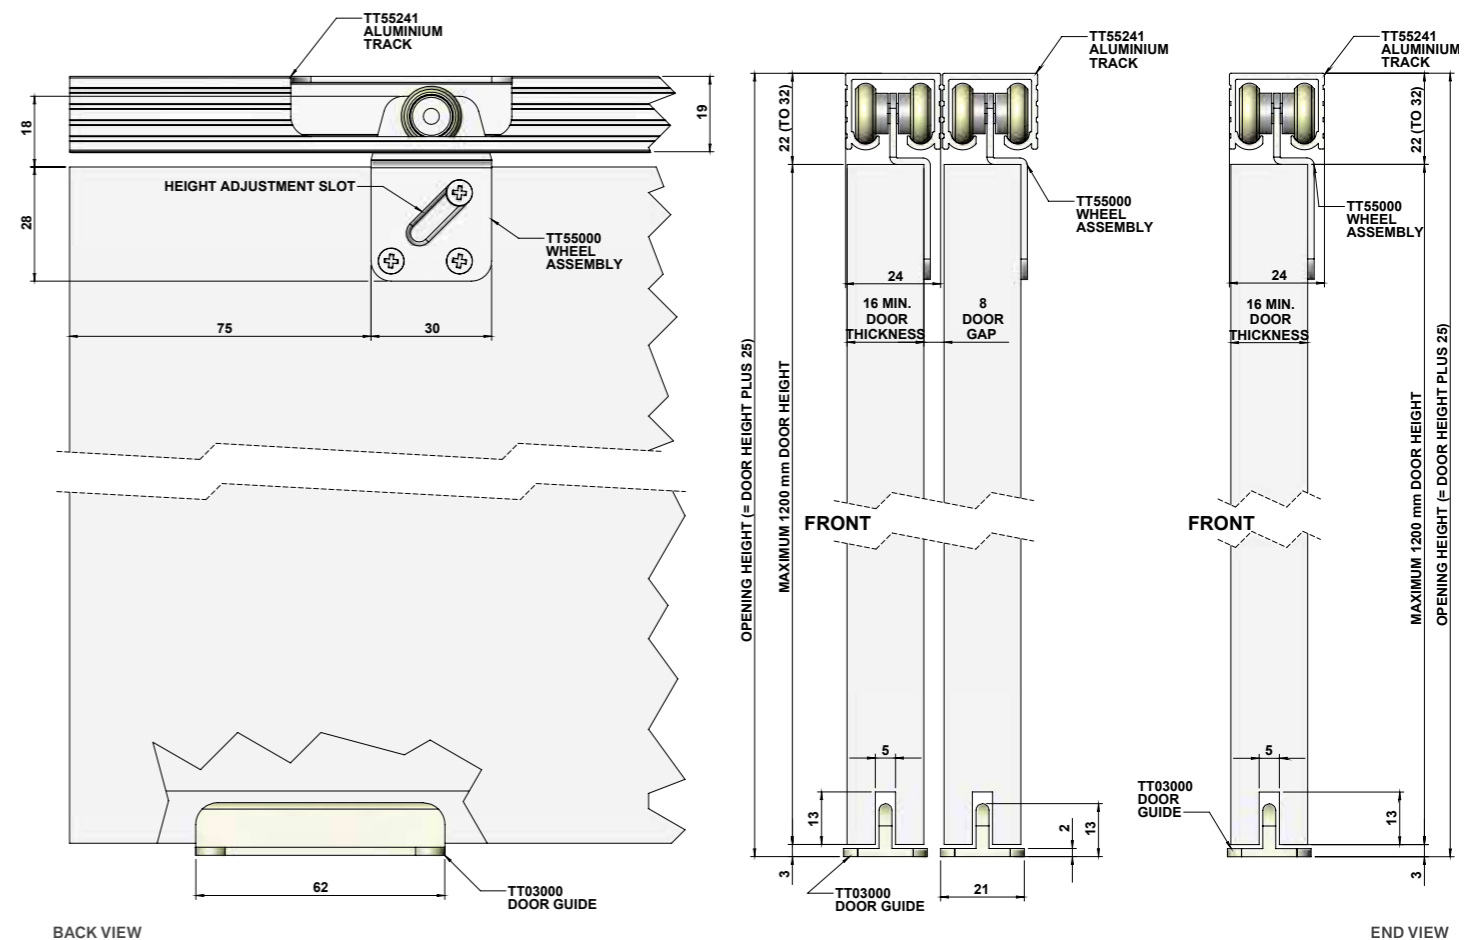 TT55241
ALUMINIUM
TRACK
18
19
HEIGHT ADJUSTMENT SLOT
28
TT55000
WHEEL
ASSEMBLY
75
30
62
TT03000
DOOR GUIDE
BACK VIEW
TT55241
ALUMINIUM
TRACK
22 (TO 32)
TT55000
WHEEL
ASSEMBLY
24
16 MIN.
DOOR
THICKNESS
8
DOOR
GAP
OPENING HEIGHT (= DOOR HEIGHT PLUS 25)
MAXIMUM 1200 mm DOOR HEIGHT
FRONT
5
13
2
13
3
21
TT03000
DOOR GUIDE
TT55241
ALUMINIUM
TRACK
22 (TO 32)
TT55000
WHEEL
ASSEMBLY
24
16 MIN.
DOOR
THICKNESS
MAXIMUM 1200 mm DOOR HEIGHT
OPENING HEIGHT (= DOOR HEIGHT PLUS 25)
FRONT
5
TT03000
DOOR
GUIDE
13
3
END VIEW